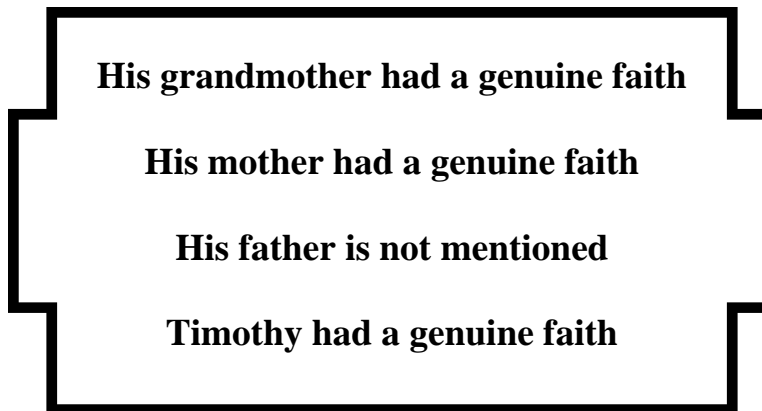 His grandmother had a genuine faith
His mother had a genuine faith
His father is not mentioned
Timothy had a genuine faith